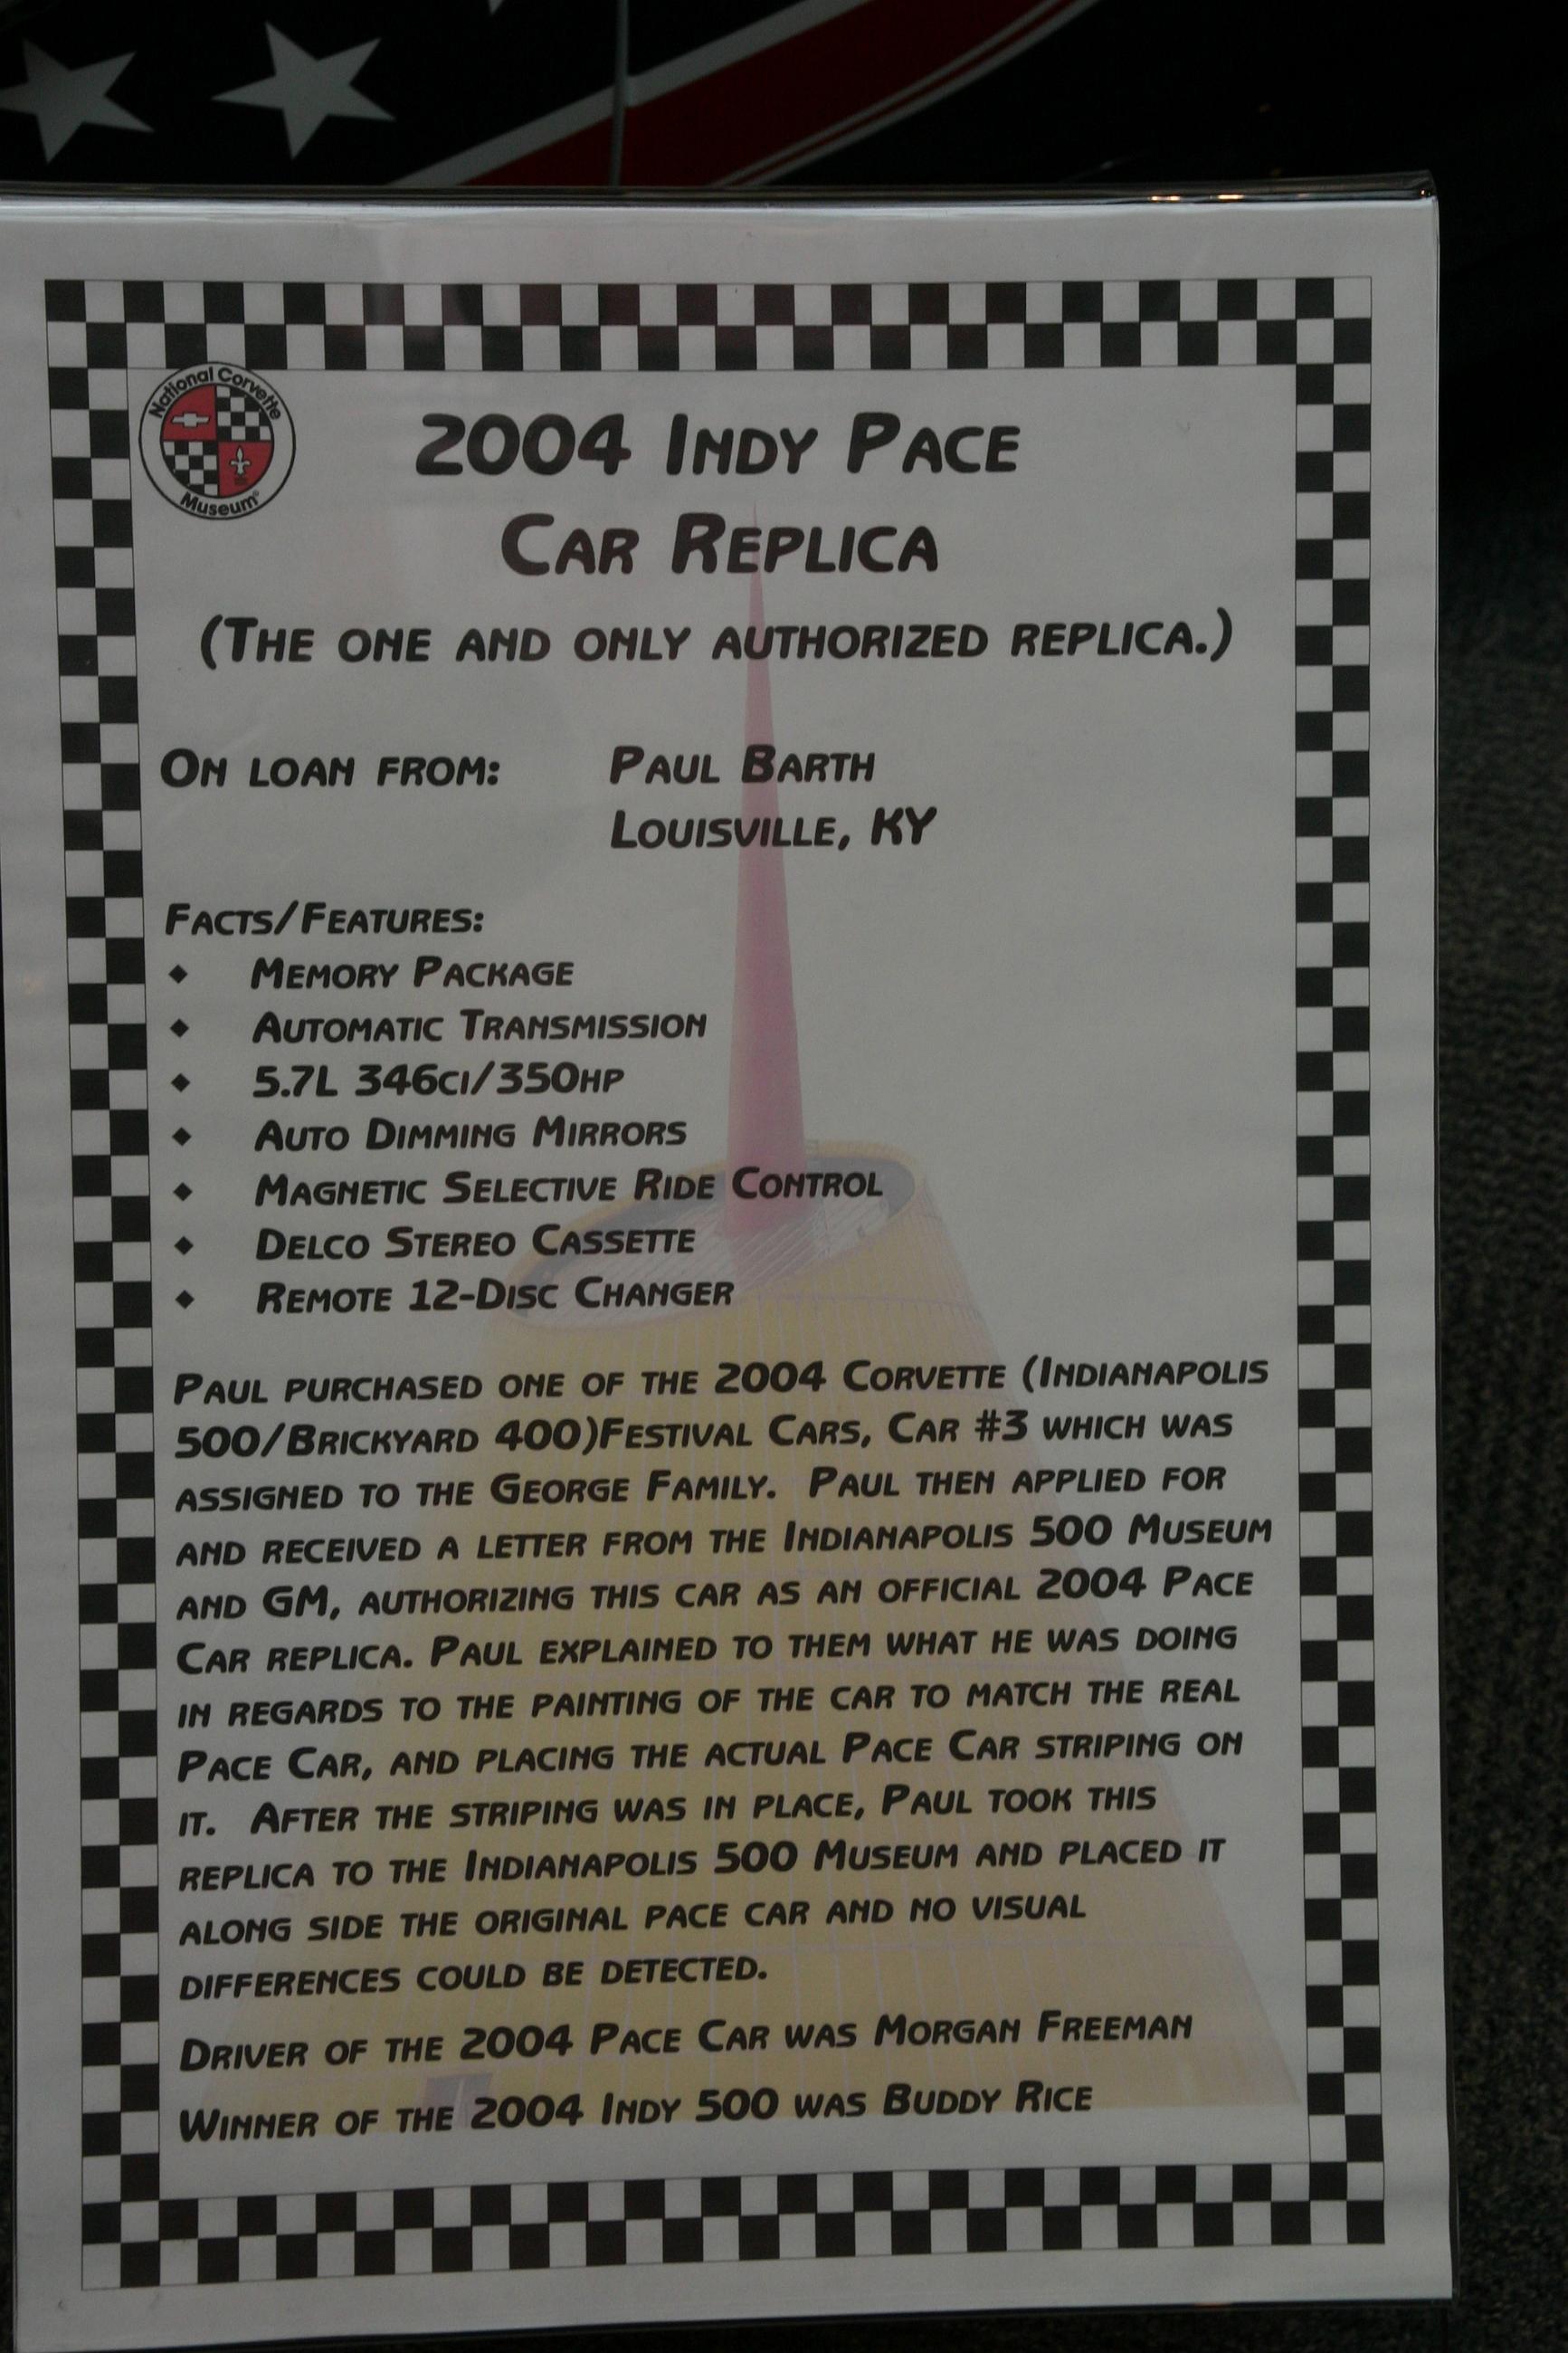 National Corvette
Museum
2004 Indy Pace
Car Replica
(The one and only authorized replica.)
On loan from: Paul Barth
Louisville, KY
Facts/Features:
◆ Memory Package
◆ Automatic Transmission
◆ 5.7L 346ci/350hp
◆ Auto Dimming Mirrors
◆ Magnetic Selective Ride Control
◆ Delco Stereo Cassette
◆ Remote 12-Disc Changer
Paul purchased one of the 2004 Corvette (Indianapolis
500/Brickyard 400)Festival Cars, Car #3 which was
assigned to the George Family. Paul then applied for
and received a letter from the Indianapolis 500 Museum
and GM, authorizing this car as an official 2004 Pace
Car replica. Paul explained to them what he was doing
in regards to the painting of the car to match the real
Pace Car, and placing the actual Pace Car striping on
it. After the striping was in place, Paul took this
replica to the Indianapolis 500 Museum and placed it
along side the original pace car and no visual
differences could be detected.
Driver of the 2004 Pace Car was Morgan Freeman
Winner of the 2004 Indy 500 was Buddy Rice